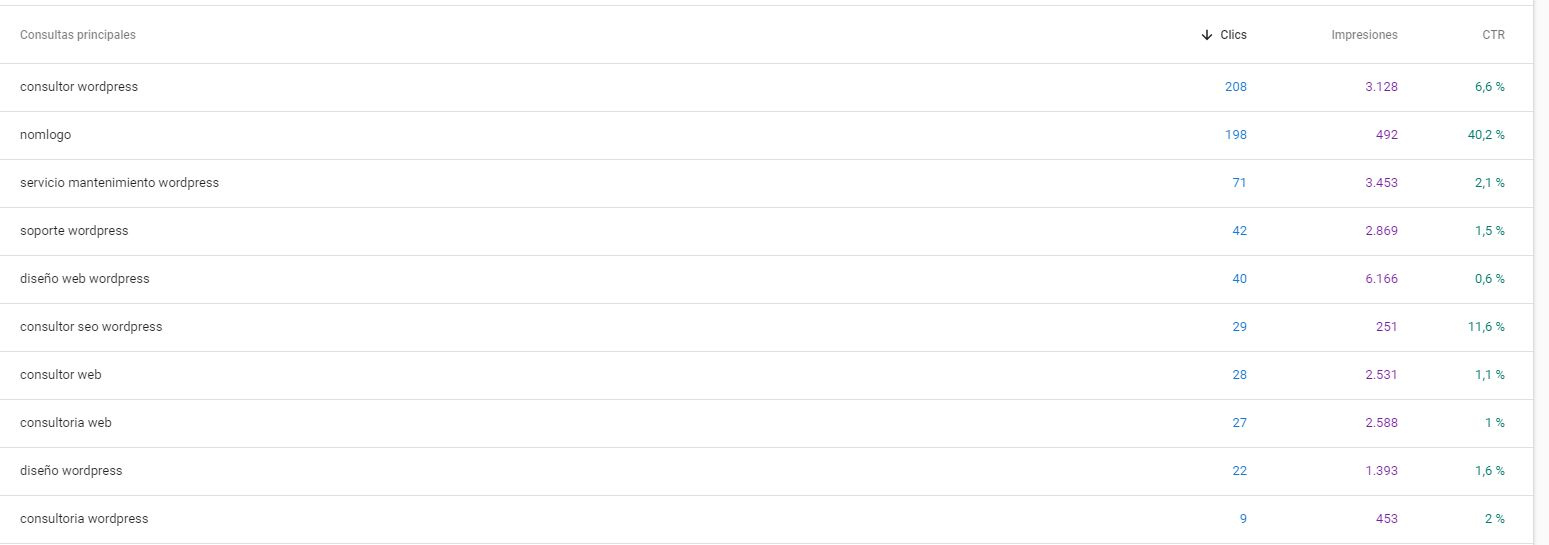 Consultas principales Clics Impresiones CTR
consultor wordpress 208 3.128 6,6 %
nomlogo 198 492 40,2 %
servicio mantenimiento wordpress 71 3.453 2,1 %
soporte wordpress 42 2.869 1,5 %
diseño web wordpress 40 6.166 0,6 %
consultor seo wordpress 29 251 11,6 %
consultor web 28 2.531 1,1 %
consultoria web 27 2.588 1 %
diseño wordpress 22 1.393 1,6 %
consultoria wordpress 9 453 2 %